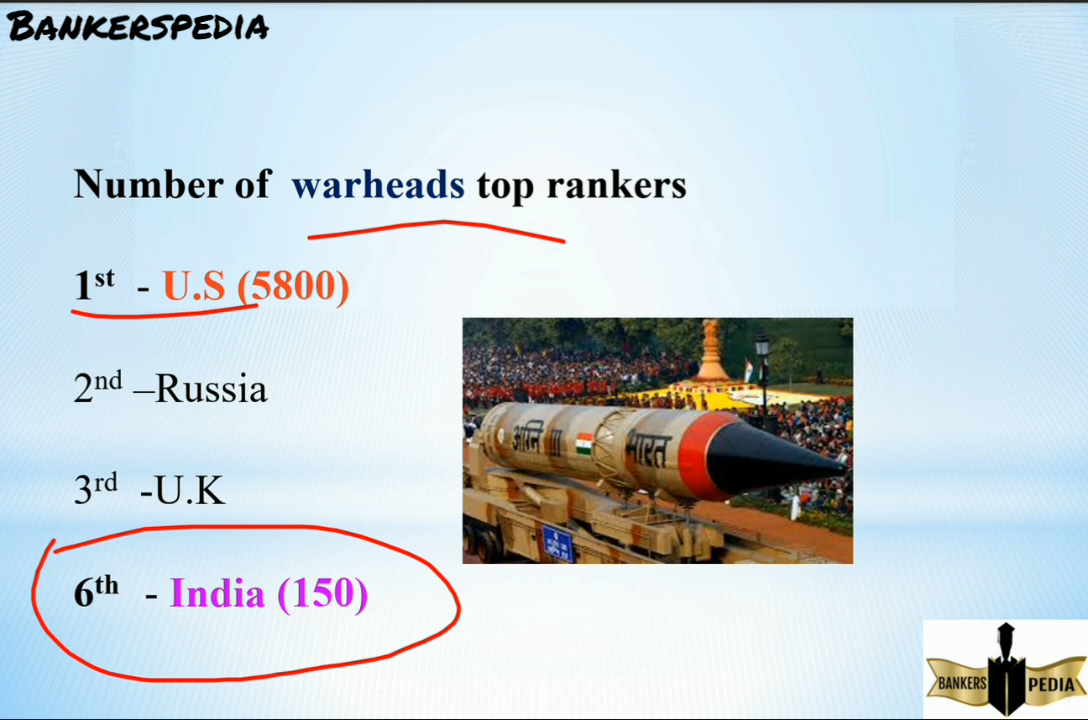 BANKERSPEDIA
Number of warheads top rankers
1st - U.S (5800)
2nd –Russia
3rd -U.K
अग्नि III भारत
6th - India (150)
BANKERS PEDIA